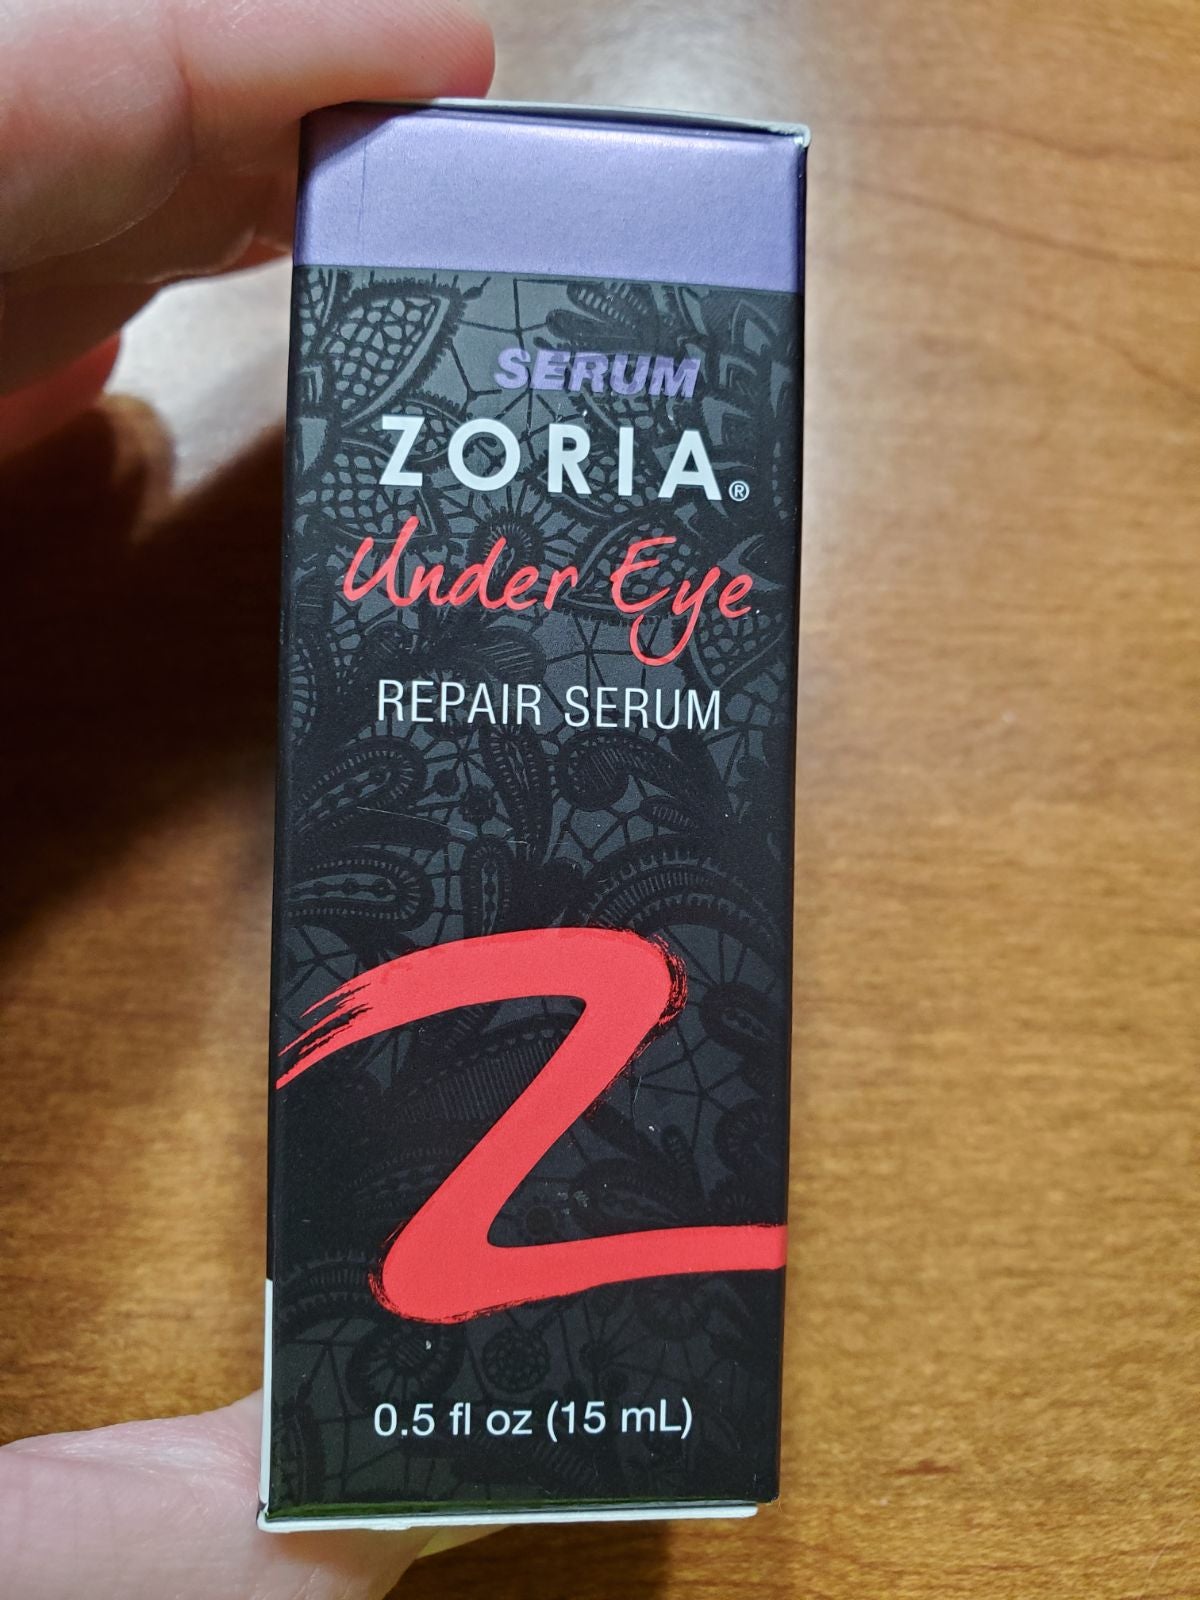 SERUM
ZORIA®
Under Eye
REPAIR SERUM
Z
0.5 fl oz (15 mL)